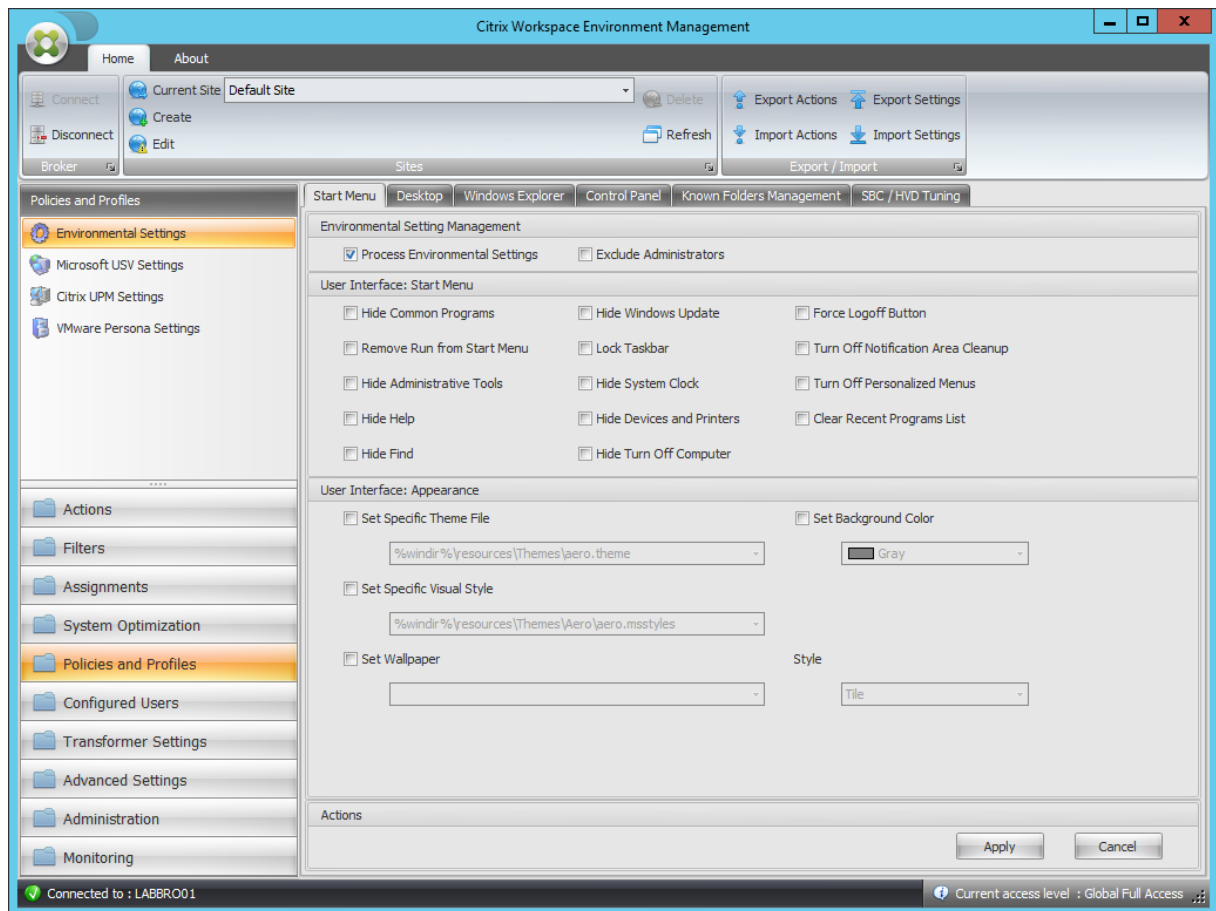 Citrix Workspace Environment Management
Home About
Connect
Disconnect
Broker
Current Site Default Site
Create
Edit
Delete
Refresh
Sites
Export Actions Export Settings
Import Actions Import Settings
Export / Import
Policies and Profiles
Environmental Settings
Microsoft USV Settings
Citrix UPM Settings
VMware Persona Settings
Actions
Filters
Assignments
System Optimization
Policies and Profiles
Configured Users
Transformer Settings
Advanced Settings
Administration
Monitoring
Start Menu Desktop Windows Explorer Control Panel Known Folders Management SBC / HVD Tuning
Environmental Setting Management
Process Environmental Settings Exclude Administrators
User Interface: Start Menu
Hide Common Programs Hide Windows Update Force Logoff Button
Remove Run from Start Menu Lock Taskbar Turn Off Notification Area Cleanup
Hide Administrative Tools Hide System Clock Turn Off Personalized Menus
Hide Help Hide Devices and Printers Clear Recent Programs List
Hide Find Hide Turn Off Computer
User Interface: Appearance
Set Specific Theme File Set Background Color
%windir%\resources\Themes\aero.theme Gray
Set Specific Visual Style
%windir%\resources\Themes\Aero\aero.msstyles
Set Wallpaper Style
Tile
Actions
Apply Cancel
Connected to : LABBRO01 Current access level : Global Full Access